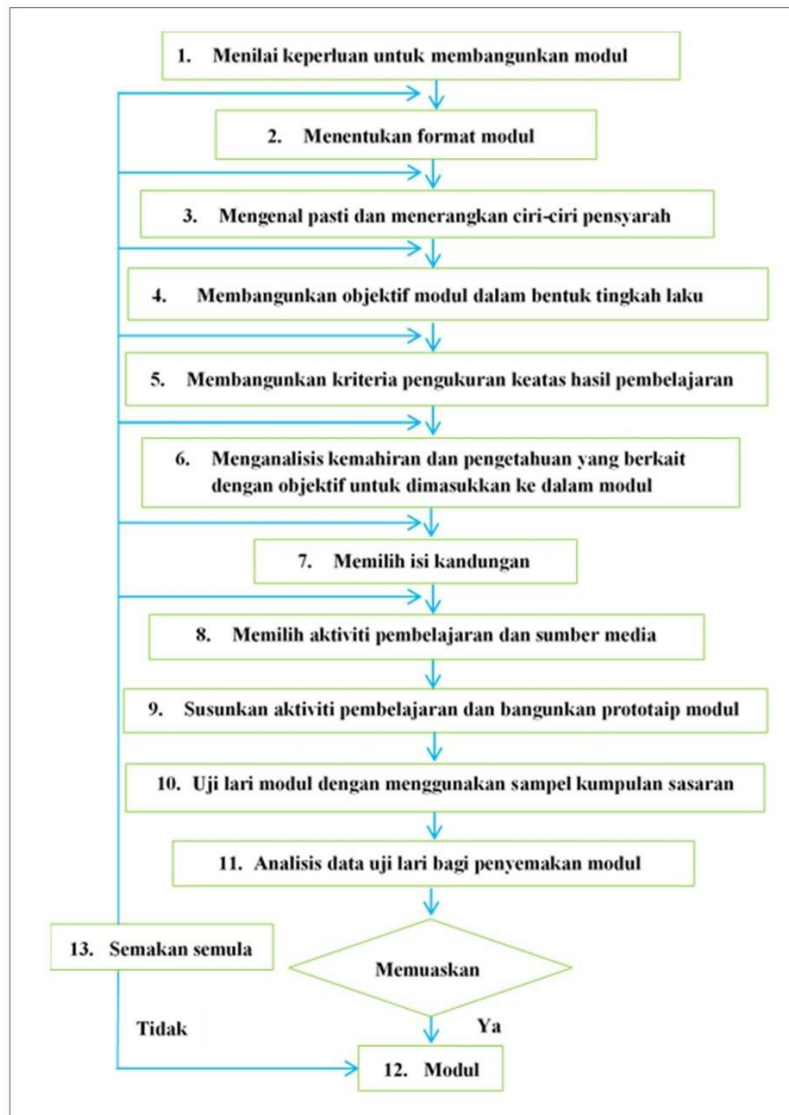 1. Menilai keperluan untuk membangunkan modul
2. Menentukan format modul
3. Mengenal pasti dan menerangkan ciri-ciri pensyarah
4. Membangunkan objektif modul dalam bentuk tingkah laku
5. Membangunkan kriteria pengukuran keatas hasil pembelajaran
6. Menganalisis kemahiran dan pengetahuan yang berkait
dengan objektif untuk dimasukkan ke dalam modul
7. Memilih isi kandungan
8. Memilih aktiviti pembelajaran dan sumber media
9. Susunkan aktiviti pembelajaran dan bangunkan prototaip modul
10. Uji lari modul dengan menggunakan sampel kumpulan sasaran
11. Analisis data uji lari bagi penyemakan modul
13. Semakan semula
Memuaskan
Tidak
Ya
12. Modul